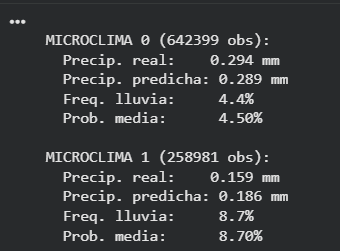 ...
MICROCLIMA 0 (642399 obs):
Precip. real: 0.294 mm
Precip. predicha: 0.289 mm
Freq. lluvia: 4.4%
Prob. media: 4.50%
MICROCLIMA 1 (258981 obs):
Precip. real: 0.159 mm
Precip. predicha: 0.186 mm
Freq. lluvia: 8.7%
Prob. media: 8.70%